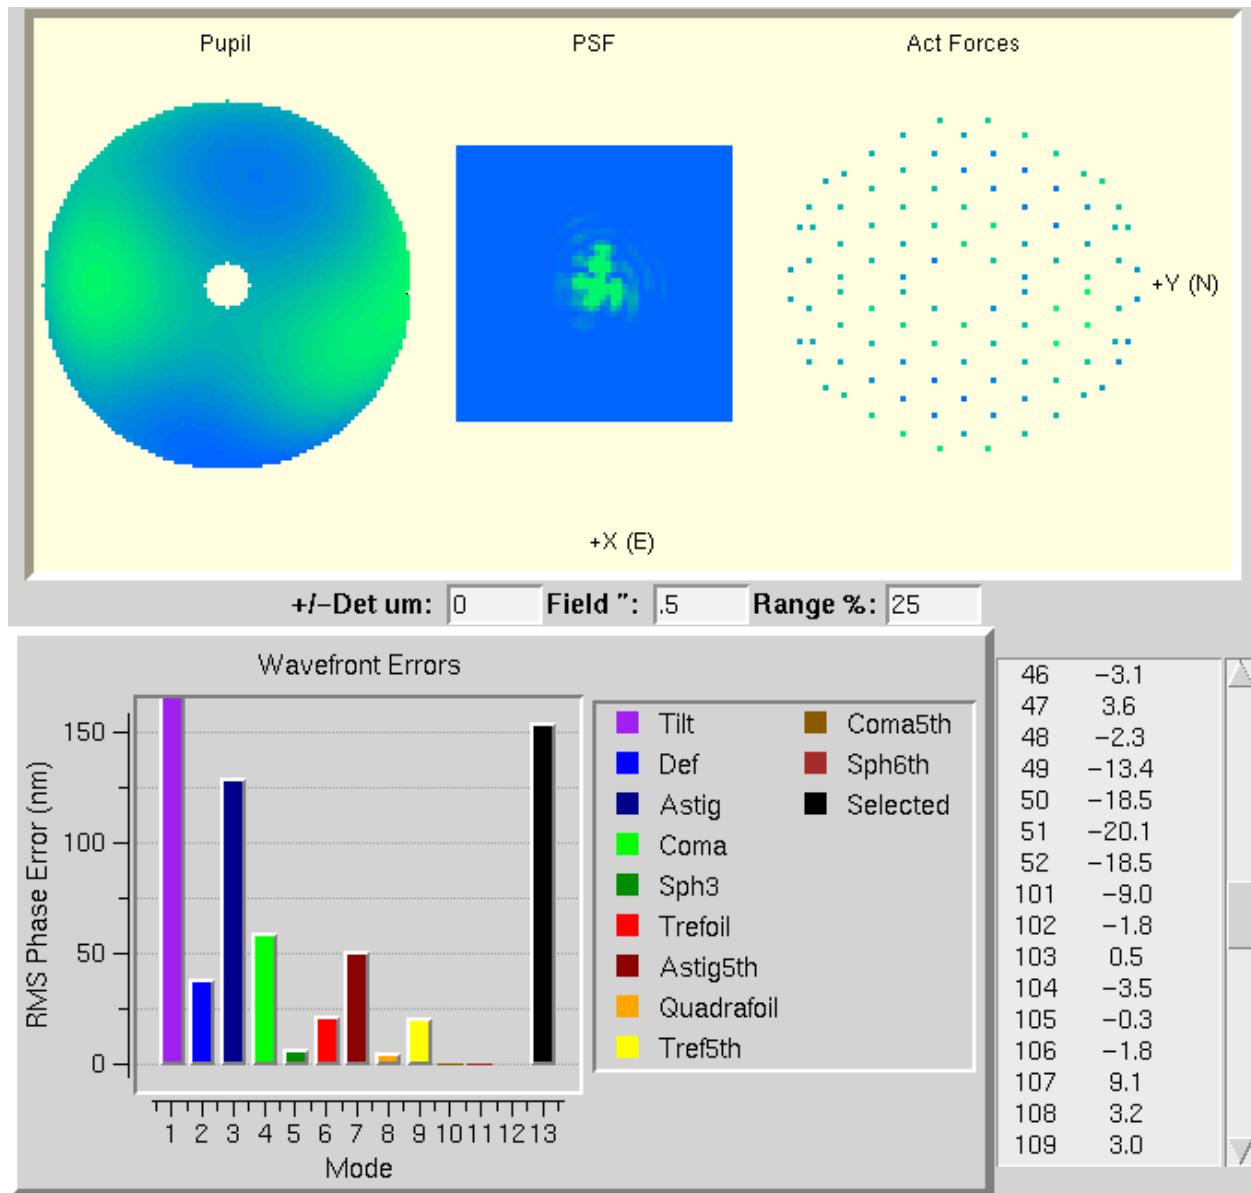 Pupil PSF Act Forces
+Y (N)
+X (E)
+/-Det um: 0 Field ": .5 Range %: 25
Wavefront Errors
RMS Phase Error (nm)
150
100
50
0
1 2 3 4 5 6 7 8 9 10 11 12 13
Mode
Tilt
Def
Astig
Coma
Sph3
Trefoil
Astig5th
Quadrafoil
Tref5th
Coma5th
Sph6th
Selected
46 -3.1
47 3.6
48 -2.3
49 -13.4
50 -18.5
51 -20.1
52 -18.5
101 -9.0
102 -1.8
103 0.5
104 -3.5
105 -0.3
106 -1.8
107 9.1
108 3.2
109 3.0